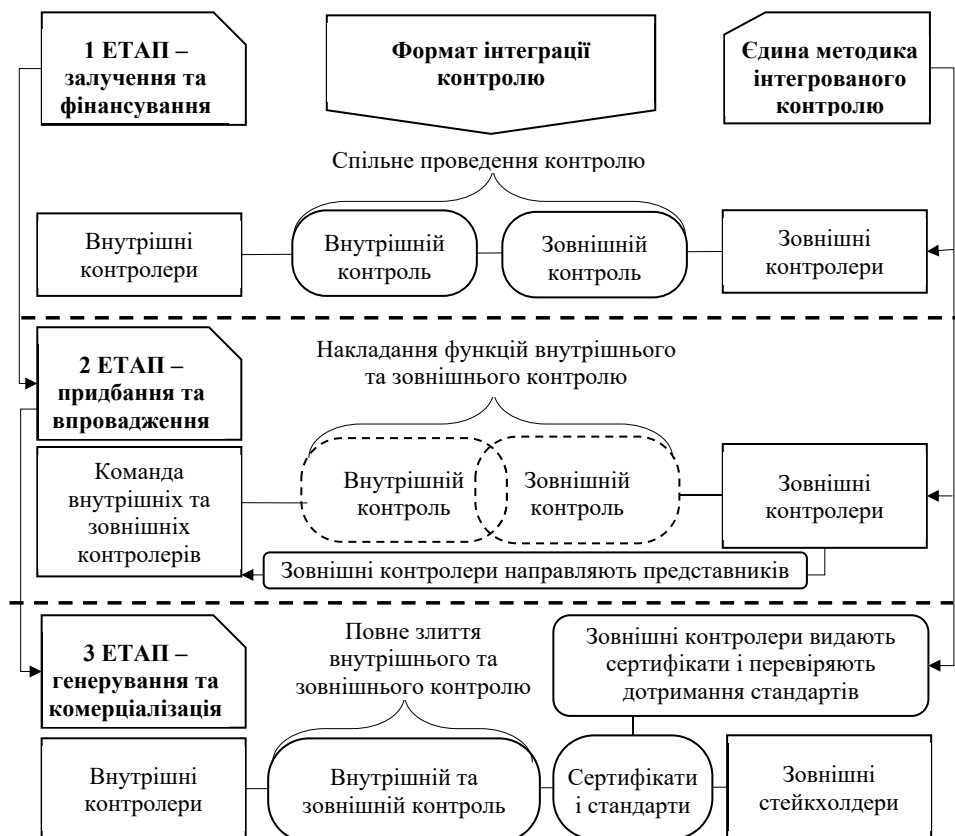 1 ЕТАП –
залучення та
фінансування
Формат інтеграції
контролю
Єдина методика
інтегрованого
контролю
Спільне проведення контролю
Внутрішні
контролери
Внутрішній
контроль
Зовнішній
контроль
Зовнішні
контролери
2 ЕТАП –
придбання та
впровадження
Накладання функцій внутрішнього
та зовнішнього контролю
Команда
внутрішніх та
зовнішніх
контролерів
Внутрішній
контроль
Зовнішній
контроль
Зовнішні
контролери
Зовнішні контролери направляють представників
3 ЕТАП –
генерування та
комерціалізація
Повне злиття
внутрішнього та
зовнішнього контролю
Зовнішні контролери видають
сертифікати і перевіряють
дотримання стандартів
Внутрішні
контролери
Внутрішній та
зовнішній контроль
Сертифікати
і стандарти
Зовнішні
стейкхолдери